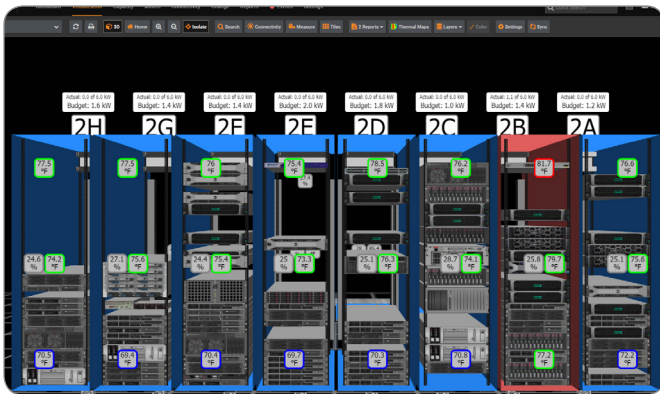 3D Home Isolate Search Connectivity Measure Tiles 2 Reports Thermal Maps Layers Color Settings Sync
Actual: 0.0 of 6.0 kW
Budget: 1.6 kW
Actual: 0.0 of 6.0 kW
Budget: 1.4 kW
Actual: 0.0 of 6.0 kW
Budget: 1.4 kW
Actual: 0.0 of 6.0 kW
Budget: 2.0 kW
Actual: 0.0 of 6.0 kW
Budget: 1.8 kW
Actual: 0.0 of 6.0 kW
Budget: 1.0 kW
Actual: 1.1 of 6.0 kW
Budget: 1.4 kW
Actual: 0.0 of 6.0 kW
Budget: 1.2 kW
2H 2G 2F 2E 2D 2C 2B 2A
77.5 °F 77.5 °F 76 °F 75.4 °F 78.5 °F 76.2 °F 81.7 °F 76.6 °F
24.6 % 74.2 °F 27.1 % 75.6 °F 24.4 % 75.4 °F 25 % 73.3 °F 25.1 % 76.3 °F 28.7 % 74.1 °F 25.8 % 79.7 °F 25.1 % 75.6 °F
70.5 °F 69.4 °F 70.4 °F 69.7 °F 70.3 °F 70.8 °F 77.2 °F 72.2 °F